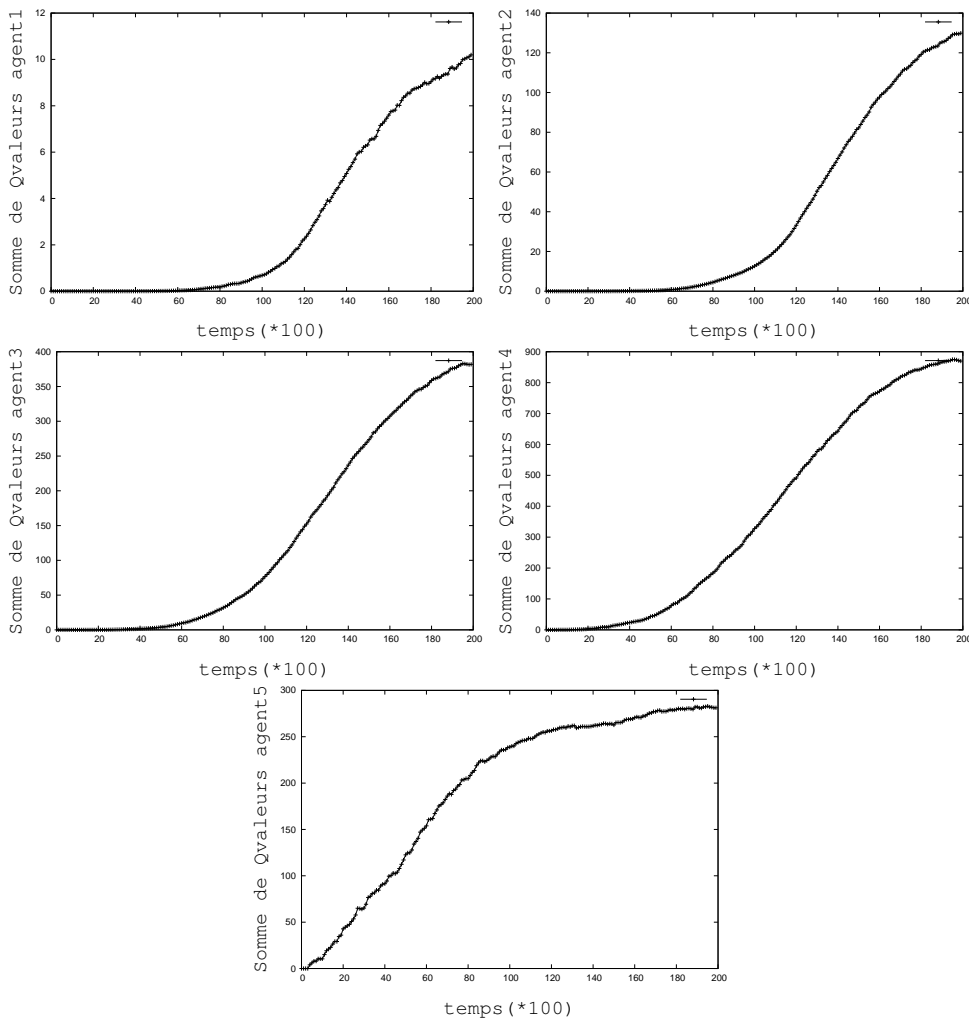 Somme de Qvaleurs agent1
12
10
8
6
4
2
0
0 20 40 60 80 100 120 140 160 180 200
temps(*100)
Somme de Qvaleurs agent2
140
120
100
80
60
40
20
0
0 20 40 60 80 100 120 140 160 180 200
temps(*100)
Somme de Qvaleurs agent3
400
350
300
250
200
150
100
50
0
0 20 40 60 80 100 120 140 160 180 200
temps(*100)
Somme de Qvaleurs agent4
900
800
700
600
500
400
300
200
100
0
0 20 40 60 80 100 120 140 160 180 200
temps(*100)
Somme de Qvaleurs agent5
300
250
200
150
100
50
0
0 20 40 60 80 100 120 140 160 180 200
temps(*100)